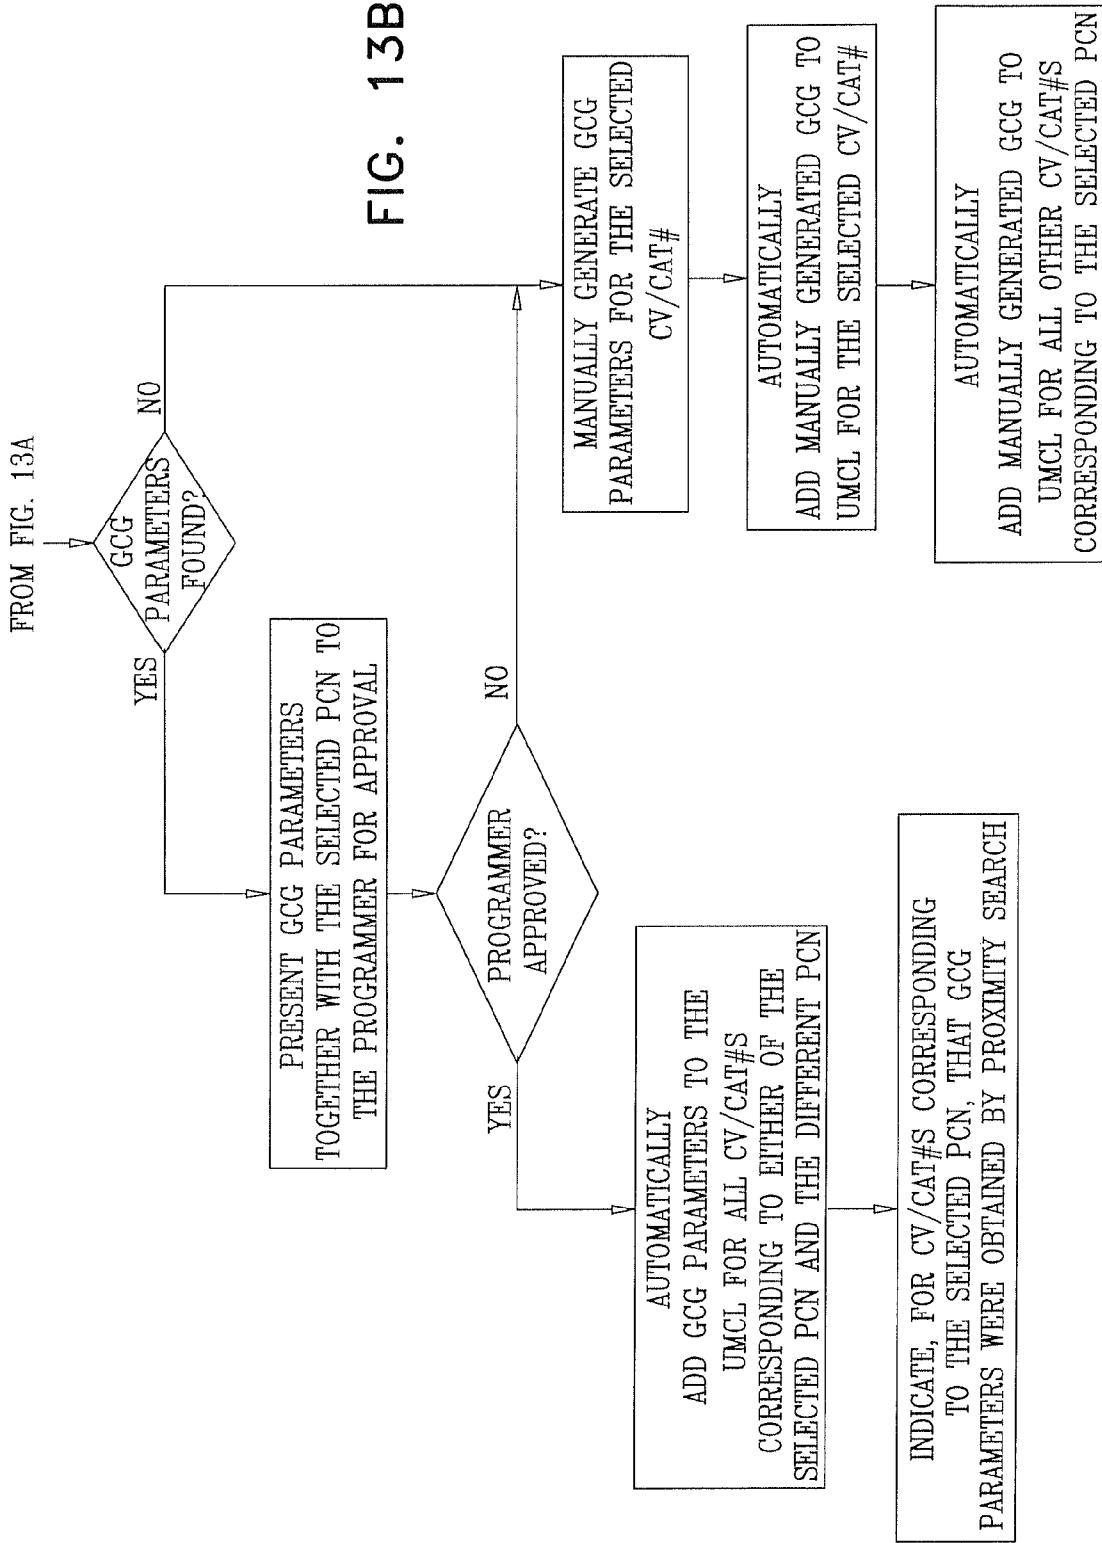 FROM FIG. 13A
GCG
PARAMETERS
FOUND?
YES
NO
PRESENT GCG PARAMETERS
TOGETHER WITH THE SELECTED PCN TO
THE PROGRAMMER FOR APPROVAL
PROGRAMMER
APPROVED?
YES
NO
AUTOMATICALLY
ADD GCG PARAMETERS TO THE
UMCL FOR ALL CV/CAT#S
CORRESPONDING TO EITHER OF THE
SELECTED PCN AND THE DIFFERENT PCN
INDICATE, FOR CV/CAT#S CORRESPONDING
TO THE SELECTED PCN, THAT GCG
PARAMETERS WERE OBTAINED BY PROXIMITY SEARCH
MANUALLY GENERATE GCG
PARAMETERS FOR THE SELECTED
CV/CAT#
AUTOMATICALLY
ADD MANUALLY GENERATED GCG TO
UMCL FOR THE SELECTED CV/CAT#
AUTOMATICALLY
ADD MANUALLY GENERATED GCG TO
UMCL FOR ALL OTHER CV/CAT#S
CORRESPONDING TO THE SELECTED PCN
FIG. 13B